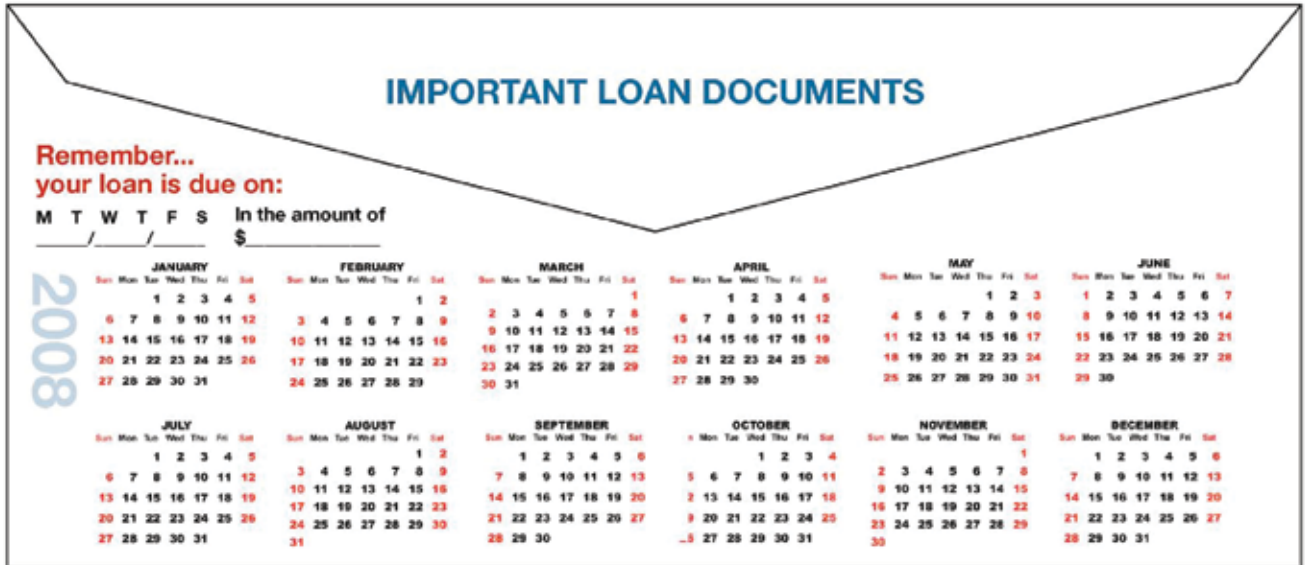 IMPORTANT LOAN DOCUMENTS
Remember...
your loan is due on:
M T W T F S In the amount of
_____/_____/_____ $_____________
2008
JANUARY FEBRUARY MARCH APRIL MAY JUNE
Sun Mon Tue Wed Thu Fri Sat Sun Mon Tue Wed Thu Fri Sat Sun Mon Tue Wed Thu Fri Sat Sun Mon Tue Wed Thu Fri Sat Sun Mon Tue Wed Thu Fri Sat Sun Mon Tue Wed Thu Fri Sat
1 2 3 4 5 1 2 1 1 2 3 4 5 1 2 3 1 2 3 4 5 6 7
6 7 8 9 10 11 12 3 4 5 6 7 8 9 2 3 4 5 6 7 8 6 7 8 9 10 11 12 4 5 6 7 8 9 10 8 9 10 11 12 13 14
13 14 15 16 17 18 19 10 11 12 13 14 15 16 9 10 11 12 13 14 15 13 14 15 16 17 18 19 11 12 13 14 15 16 17 15 16 17 18 19 20 21
20 21 22 23 24 25 26 17 18 19 20 21 22 23 16 17 18 19 20 21 22 20 21 22 23 24 25 26 18 19 20 21 22 23 24 22 23 24 25 26 27 28
27 28 29 30 31 24 25 26 27 28 29 23 24 25 26 27 28 29 27 28 29 30 25 26 27 28 29 30 31 29 30
30 31
JULY AUGUST SEPTEMBER OCTOBER NOVEMBER DECEMBER
Sun Mon Tue Wed Thu Fri Sat Sun Mon Tue Wed Thu Fri Sat Sun Mon Tue Wed Thu Fri Sat n Mon Tue Wed Thu Fri Sat Sun Mon Tue Wed Thu Fri Sat Sun Mon Tue Wed Thu Fri Sat
1 2 3 4 5 1 2 1 2 3 4 5 6 1 2 3 4 1 1 2 3 4 5 6
6 7 8 9 10 11 12 3 4 5 6 7 8 9 7 8 9 10 11 12 13 5 6 7 8 9 10 11 2 3 4 5 6 7 8 7 8 9 10 11 12 13
13 14 15 16 17 18 19 10 11 12 13 14 15 16 14 15 16 17 18 19 20 2 13 14 15 16 17 18 9 10 11 12 13 14 15 14 15 16 17 18 19 20
20 21 22 23 24 25 26 17 18 19 20 21 22 23 21 22 23 24 25 26 27 9 20 21 22 23 24 25 16 17 18 19 20 21 22 21 22 23 24 25 26 27
27 28 29 30 31 24 25 26 27 28 29 30 28 29 30 27 28 29 30 31 23 24 25 26 27 28 29 28 29 30 31
31 30